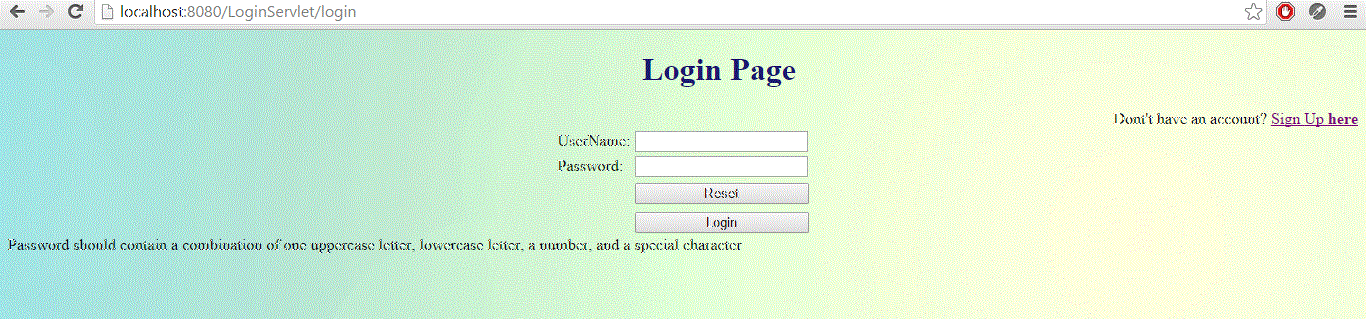 localhost:8080/LoginServlet/login
Login Page
Don't have an account? Sign Up here
UserName:
Password:
Reset
Login
Password should contain a combination of one uppercase letter, lowercase letter, a number, and a special character